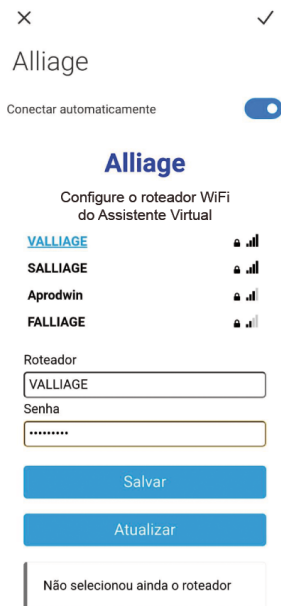 Alliage
Conectar automaticamente
Alliage
Configure o roteador WiFi
do Assistente Virtual
VALLIAGE
SALLIAGE
Aprodwin
FALLIAGE
Roteador
VALLIAGE
Senha
•••••••••
Salvar
Atualizar
Não selecionou ainda o roteador